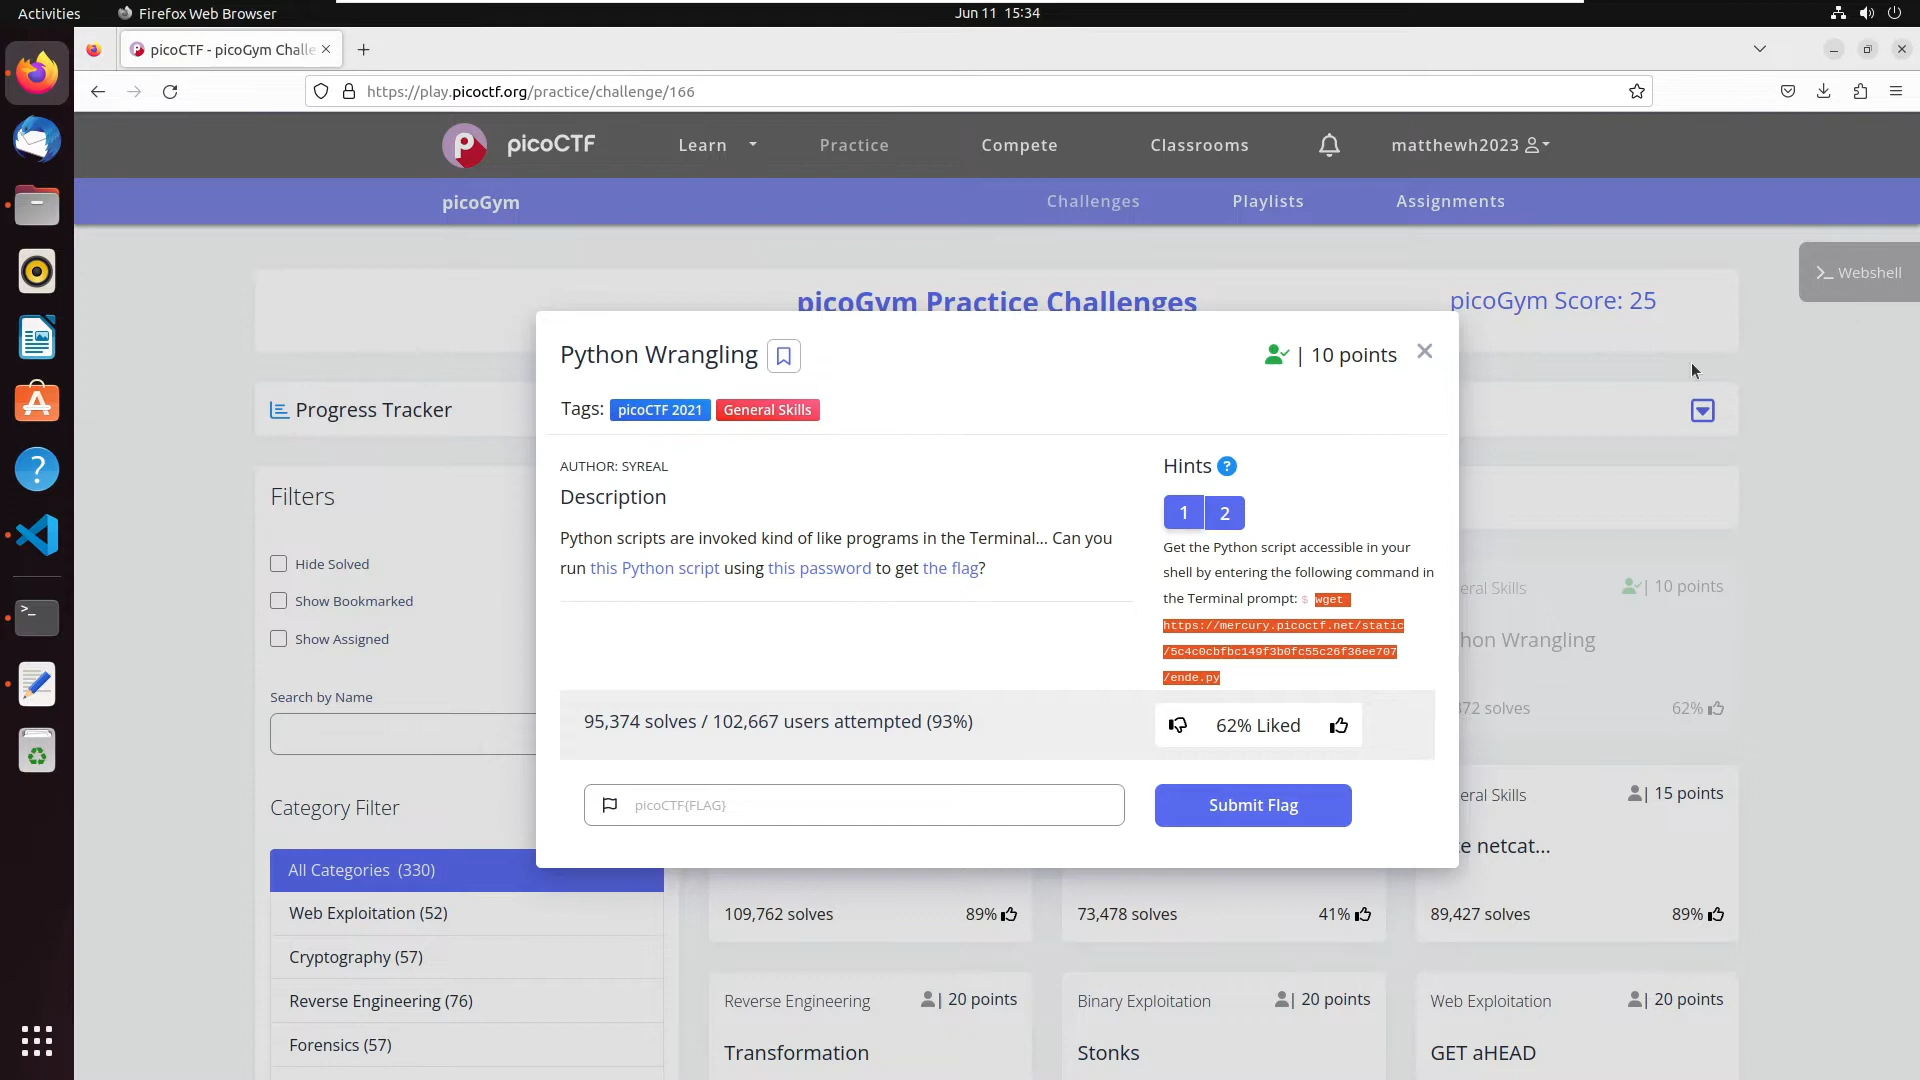 Activities
Firefox Web Browser
Jun 11 15:34
picoCTF - picoGym Challe
https://play.picoctf.org/practice/challenge/166
picoCTF
Learn
Practice
Compete
Classrooms
matthewh2023
picoGym
Challenges
Playlists
Assignments
>_ Webshell
picoGym Practice Challenges
picoGym Score: 25
Python Wrangling
| 10 points
Tags: picoCTF 2021 General Skills
Progress Tracker
AUTHOR: SYREAL
Description
Python scripts are invoked kind of like programs in the Terminal... Can you
run this Python script using this password to get the flag?
Hints ?
1 2
Get the Python script accessible in your
shell by entering the following command in
the Terminal prompt: $ wget
https://mercury.picoctf.net/static
/5c4c0cbfbc149f3b0fc55c26f36ee707
/ende.py
95,374 solves / 102,667 users attempted (93%)
62% Liked
picoCTF{FLAG}
Submit Flag
Filters
Hide Solved
Show Bookmarked
Show Assigned
Search by Name
Category Filter
All Categories (330)
Web Exploitation (52)
Cryptography (57)
Reverse Engineering (76)
Forensics (57)
eral Skills
| 10 points
hon Wrangling
372 solves
62%
eral Skills
| 15 points
e netcat...
109,762 solves
89%
73,478 solves
41%
89,427 solves
89%
Reverse Engineering
| 20 points
Transformation
Binary Exploitation
| 20 points
Stonks
Web Exploitation
| 20 points
GET aHEAD